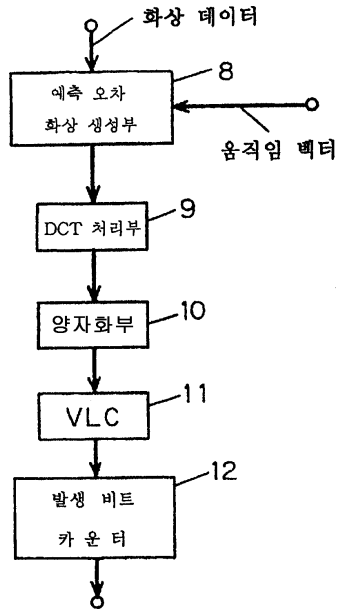 화상 데이터
예측 오차
화상 생성부
8
움직임 벡터
DCT 처리부
9
양자화부
10
VLC
11
발생 비트
카운터
12